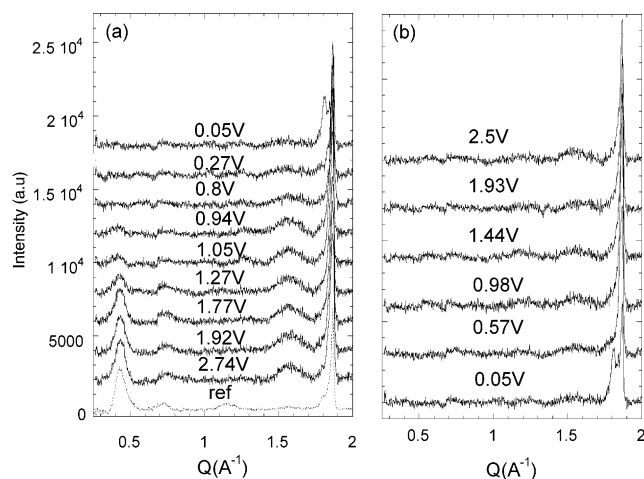 (a)
2.5 10⁴
2 10⁴
1.5 10⁴
1 10⁴
5000
0
Intensity (a.u)
0.05V
0.27V
0.8V
0.94V
1.05V
1.27V
1.77V
1.92V
2.74V
ref
0.5
1
1.5
2
Q(A⁻¹)
(b)
2.5V
1.93V
1.44V
0.98V
0.57V
0.05V
0.5
1
1.5
2
Q(A⁻¹)